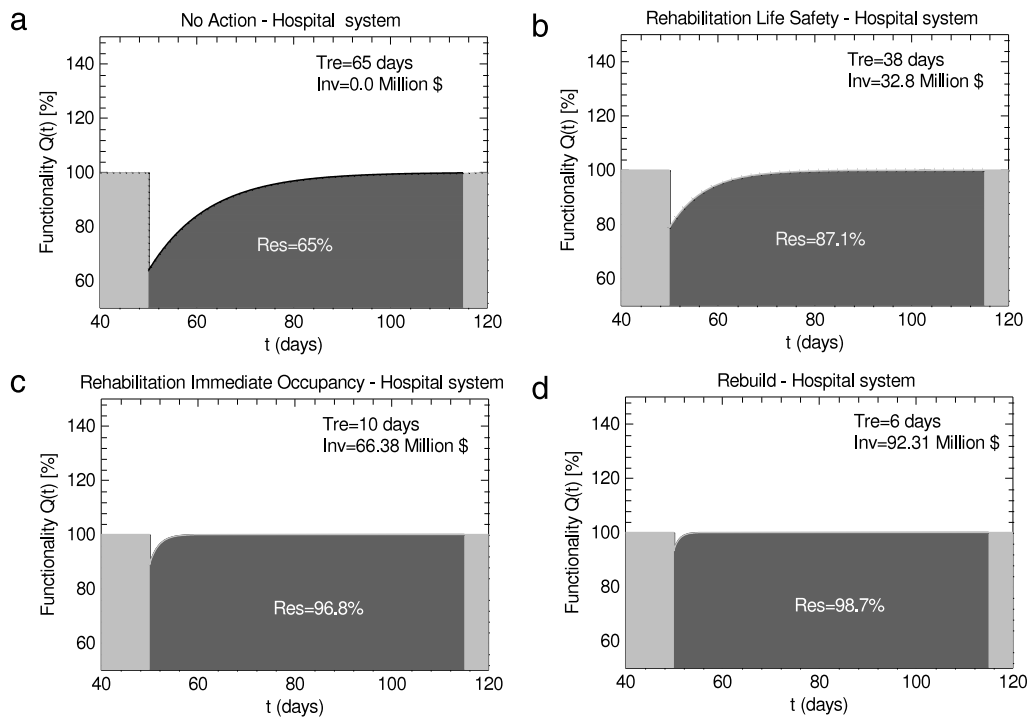 a
No Action - Hospital system
Tre=65 days
Inv=0.0 Million $
Functionality Q(t) [%]
140
120
100
80
60
Res=65%
40 60 80 100 120
t (days)
b
Rehabilitation Life Safety - Hospital system
Tre=38 days
Inv=32.8 Million $
Functionality Q(t) [%]
140
120
100
80
60
Res=87.1%
40 60 80 100 120
t (days)
c
Rehabilitation Immediate Occupancy - Hospital system
Tre=10 days
Inv=66.38 Million $
Functionality Q(t) [%]
140
120
100
80
60
Res=96.8%
40 60 80 100 120
t (days)
d
Rebuild - Hospital system
Tre=6 days
Inv=92.31 Million $
Functionality Q(t) [%]
140
120
100
80
60
Res=98.7%
40 60 80 100 120
t (days)